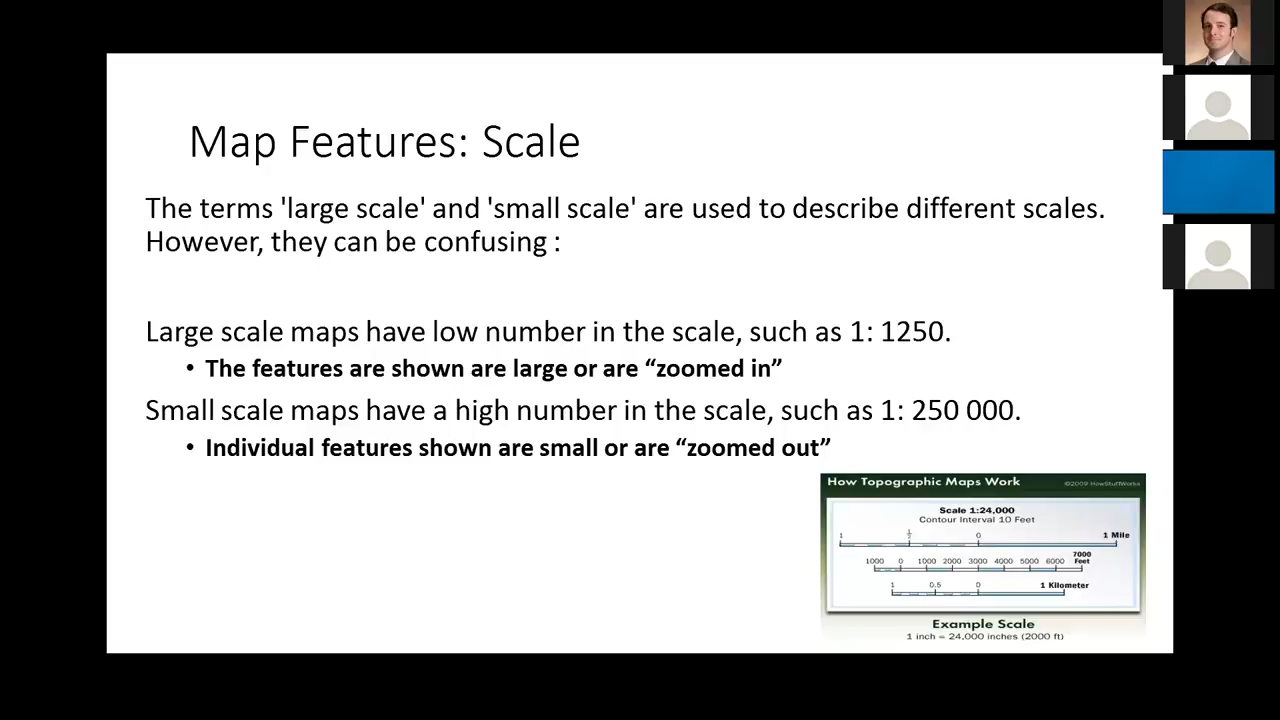 Map Features: Scale
The terms 'large scale' and 'small scale' are used to describe different scales.
However, they can be confusing :
Large scale maps have low number in the scale, such as 1: 1250.
• The features are shown are large or are “zoomed in”
Small scale maps have a high number in the scale, such as 1: 250 000.
• Individual features shown are small or are “zoomed out”
How Topographic Maps Work ©2009 HowStuffWorks
Scale 1:24,000
Contour Interval 10 Feet
1 ½ 0 1 Mile
1000 0 1000 2000 3000 4000 5000 6000 7000 Feet
1 0.5 0 1 Kilometer
Example Scale
1 inch = 24,000 inches (2000 ft)